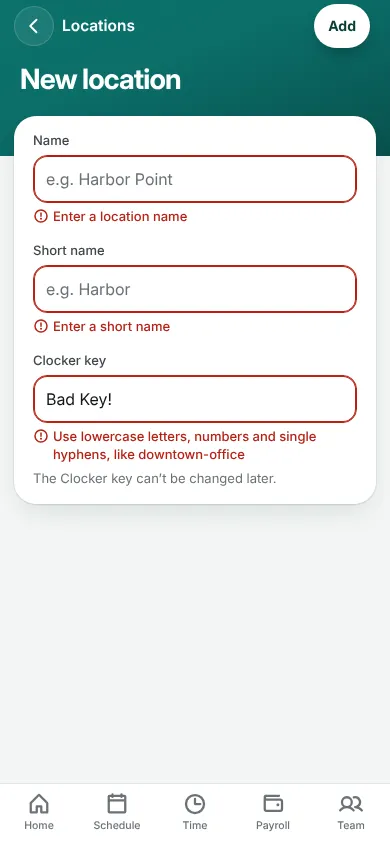 Locations
Add
New location
Name
e.g. Harbor Point
Enter a location name
Short name
e.g. Harbor
Enter a short name
Clocker key
Bad Key!
Use lowercase letters, numbers and single
hyphens, like downtown-office
The Clocker key can’t be changed later.
Home
Schedule
Time
Payroll
Team